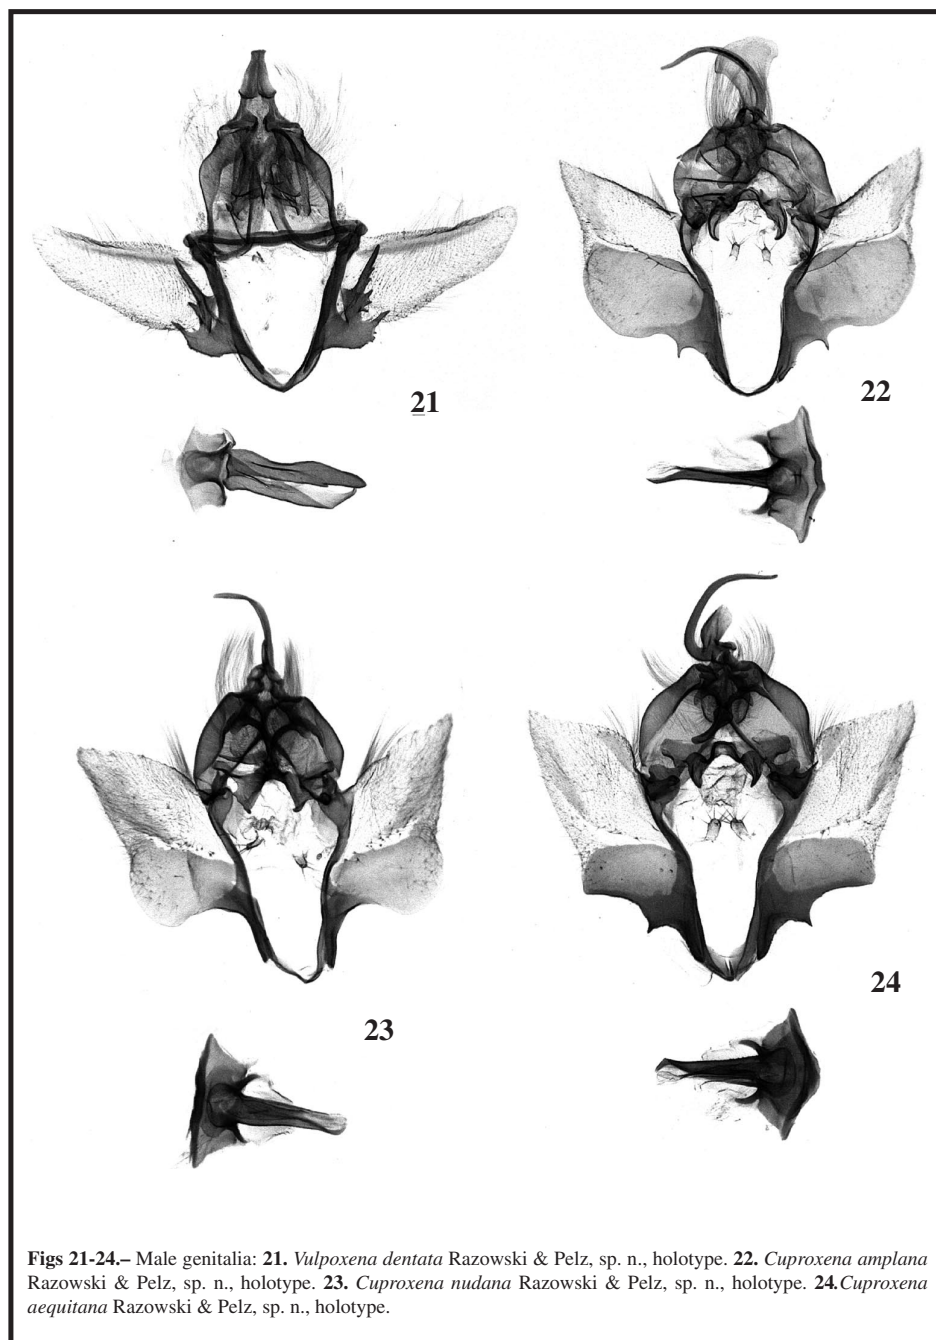 21
22
23
24
Figs 21-24.– Male genitalia: 21. Vulpoxena dentata Razowski & Pelz, sp. n., holotype. 22. Cuproxena amplana
Razowski & Pelz, sp. n., holotype. 23. Cuproxena nudana Razowski & Pelz, sp. n., holotype. 24.Cuproxena
aequitana Razowski & Pelz, sp. n., holotype.